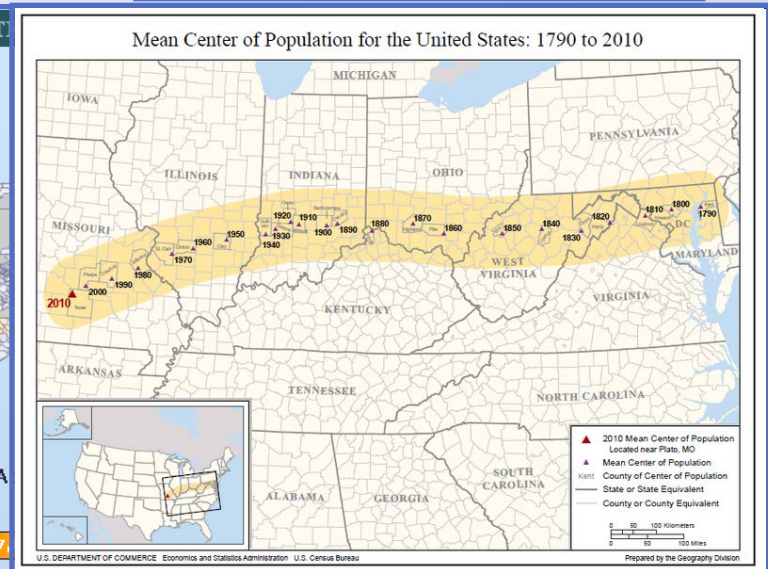 Mean Center of Population for the United States: 1790 to 2010
MICHIGAN
IOWA
PENNSYLVANIA
ILLINOIS
INDIANA
OHIO
MISSOURI
WEST
VIRGINIA
MARYLAND
DC
KENTUCKY
VIRGINIA
ARKANSAS
TENNESSEE
NORTH CAROLINA
SOUTH
CAROLINA
ALABAMA
GEORGIA
1790
1800
1810
1820
1830
1840
1850
1860
1870
1880
1890
1900
1910
1920
1930
1940
1950
1960
1970
1980
1990
2000
2010
2010 Mean Center of Population
Located near Plato, MO
Mean Center of Population
Kent County of Center of Population
State or State Equivalent
County or County Equivalent
0 50 100 Kilometers
0 50 100 Miles
U.S. DEPARTMENT OF COMMERCE Economics and Statistics Administration U.S. Census Bureau
Prepared by the Geography Division